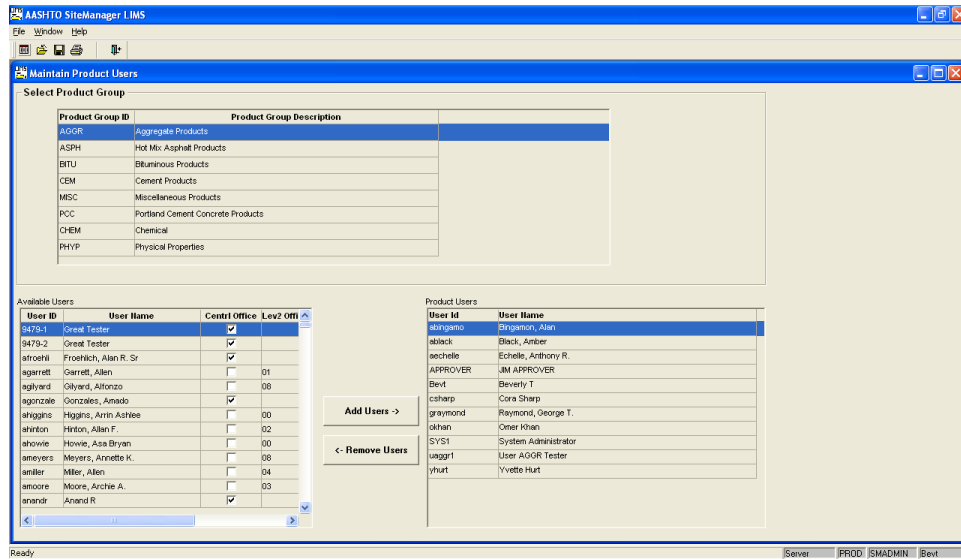 AASHTO SiteManager LIMS
File Window Help
Maintain Product Users
Select Product Group
Product Group ID Product Group Description
AGGR Aggregate Products
ASPH Hot Mix Asphalt Products
BITU Bituminous Products
CEM Cement Products
MISC Miscellaneous Products
PCC Portland Cement Concrete Products
CHEM Chemical
PHYP Physical Properties
Available Users
User ID User Name Centrl Office Lev2 Offi
9479-1 Great Tester
9479-2 Great Tester
afroehli Froehlich, Alan R. Sr
agarrett Garrett, Allen 01
agilyard Gilyard, Alfonzo 08
agonzale Gonzales, Amado
ahiggins Higgins, Arrin Ashlee 00
ahinton Hinton, Allan F. 02
ahowie Howie, Asa Bryan 00
ameyers Meyers, Annette K. 08
amiller Miller, Allen 04
amoore Moore, Archie A. 03
anandr Anand R
Add Users ->
<- Remove Users
Product Users
User Id User Name
abingamo Bingamon, Alan
ablack Black, Amber
aechelle Echelle, Anthony R.
APPROVER JIM APPROVER
Bevt Beverly T
csharp Cora Sharp
graymond Raymond, George T.
okhan Omer Khan
SYS1 System Administrator
uaggr1 User AGGR Tester
yhurt Yvette Hurt
Ready Server PROD SMADMIN Bevt